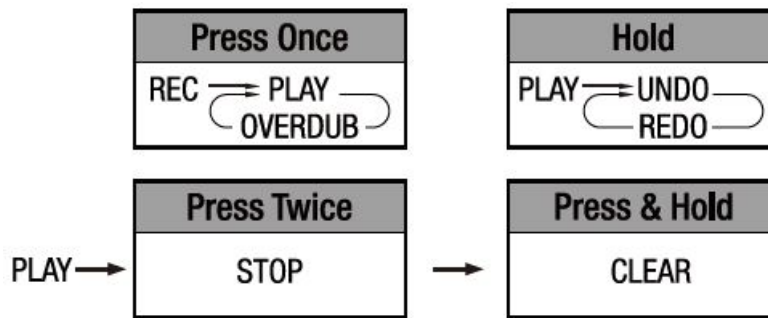 Press Once
REC PLAY
OVERDUB
Hold
PLAY UNDO
REDO
Press Twice
PLAY STOP
Press & Hold
CLEAR